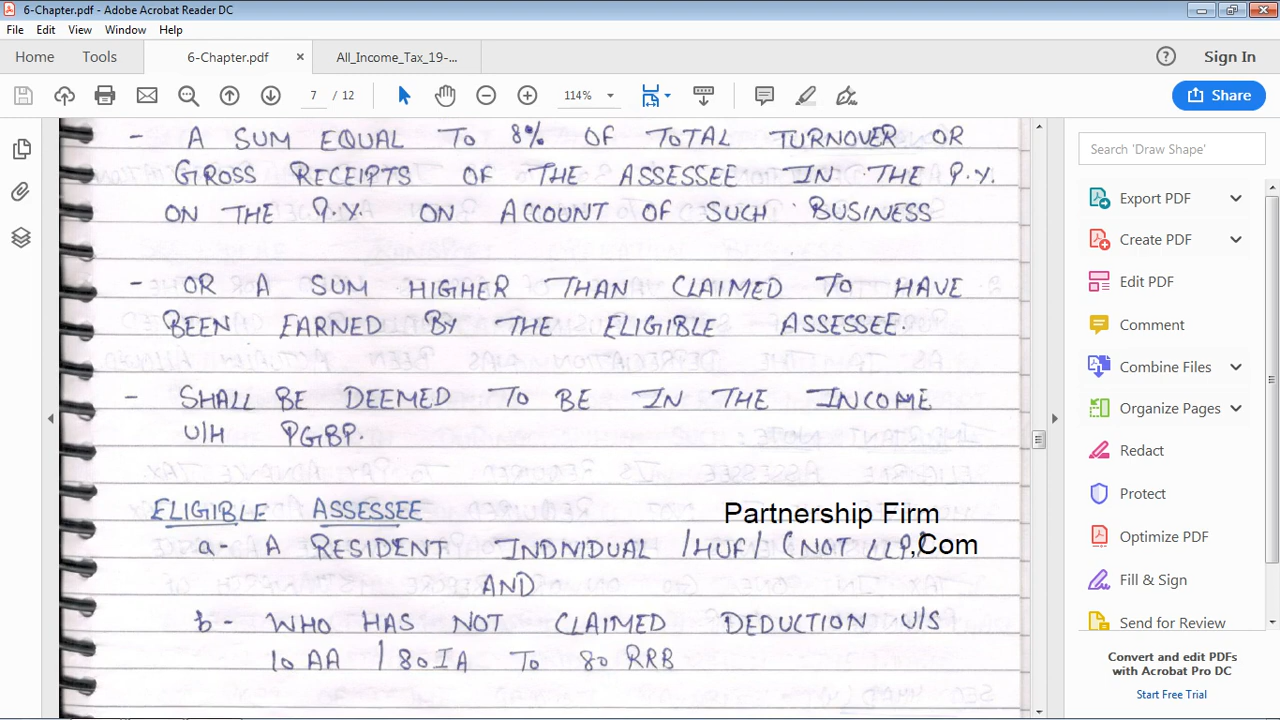 6-Chapter.pdf - Adobe Acrobat Reader DC
File Edit View Window Help
Home Tools 6-Chapter.pdf × All_Income_Tax_19-... ? Sign In
7 / 12 114% Share
- A SUM EQUAL TO 8% OF TOTAL TURNOVER OR
GROSS RECEIPTS OF THE ASSESSEE IN THE P.Y.
ON THE P.Y. ON ACCOUNT OF SUCH BUSINESS
- OR A SUM HIGHER THAN CLAIMED TO HAVE
BEEN EARNED BY THE ELIGIBLE ASSESSEE.
- SHALL BE DEEMED TO BE IN THE INCOME
U/H PGBP.
ELIGIBLE ASSESSEE
Partnership Firm
a - A RESIDENT INDIVIDUAL /HUF/ (NOT LLP) ,Com
AND
b - WHO HAS NOT CLAIMED DEDUCTION U/S
10 AA / 80 IA TO 80 RRB
Search 'Draw Shape'
Export PDF
Create PDF
Edit PDF
Comment
Combine Files
Organize Pages
Redact
Protect
Optimize PDF
Fill & Sign
Send for Review
Convert and edit PDFs
with Acrobat Pro DC
Start Free Trial